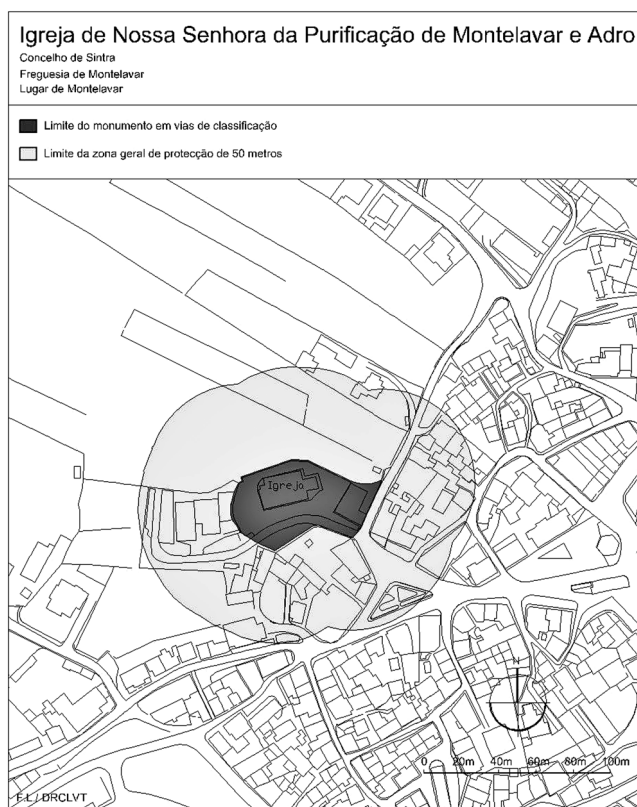 Igreja de Nossa Senhora da Purificação de Montelavar e Adro
Concelho de Sintra
Freguesia de Montelavar
Lugar de Montelavar
Limite do monumento em vias de classificação
Limite da zona geral de protecção de 50 metros
Igreja
N
0 20m 40m 60m 80m 100m
F.L / DRCLVT